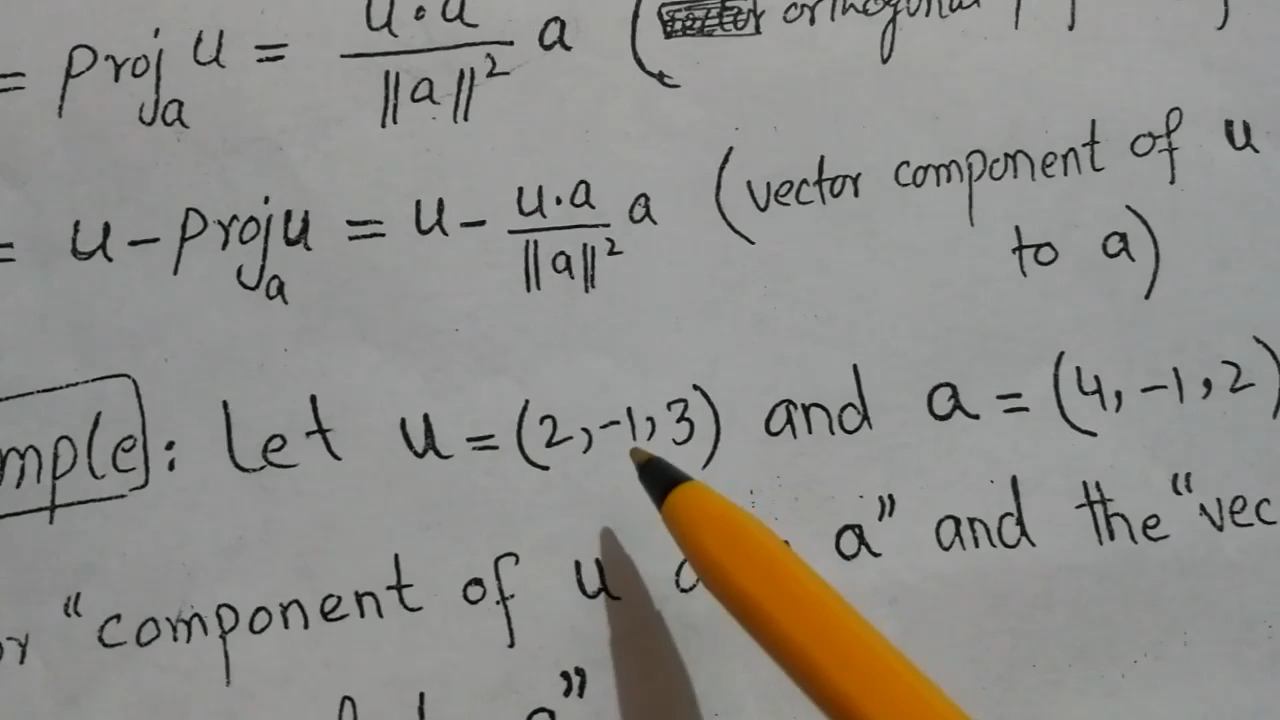 = Proj_a u = u·a / ||a||² a (orthogonal
= u - Proj_a u = u - u·a / ||a||² a (vector component of u
to a)
mple: Let u = (2, -1, 3) and a = (4, -1, 2)
"component of u a" and the "vec
a"